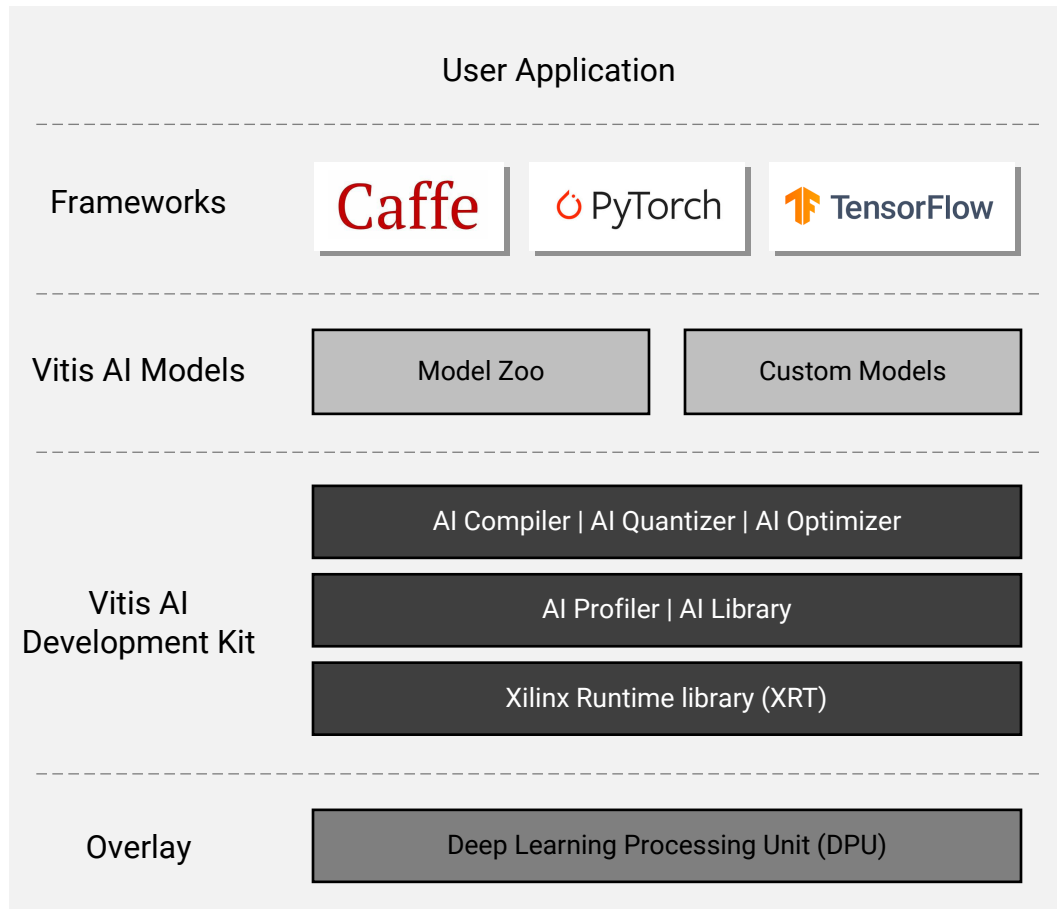 User Application
Frameworks
Caffe
PyTorch
TensorFlow
Vitis AI Models
Model Zoo
Custom Models
Vitis AI
Development Kit
AI Compiler | AI Quantizer | AI Optimizer
AI Profiler | AI Library
Xilinx Runtime library (XRT)
Overlay
Deep Learning Processing Unit (DPU)